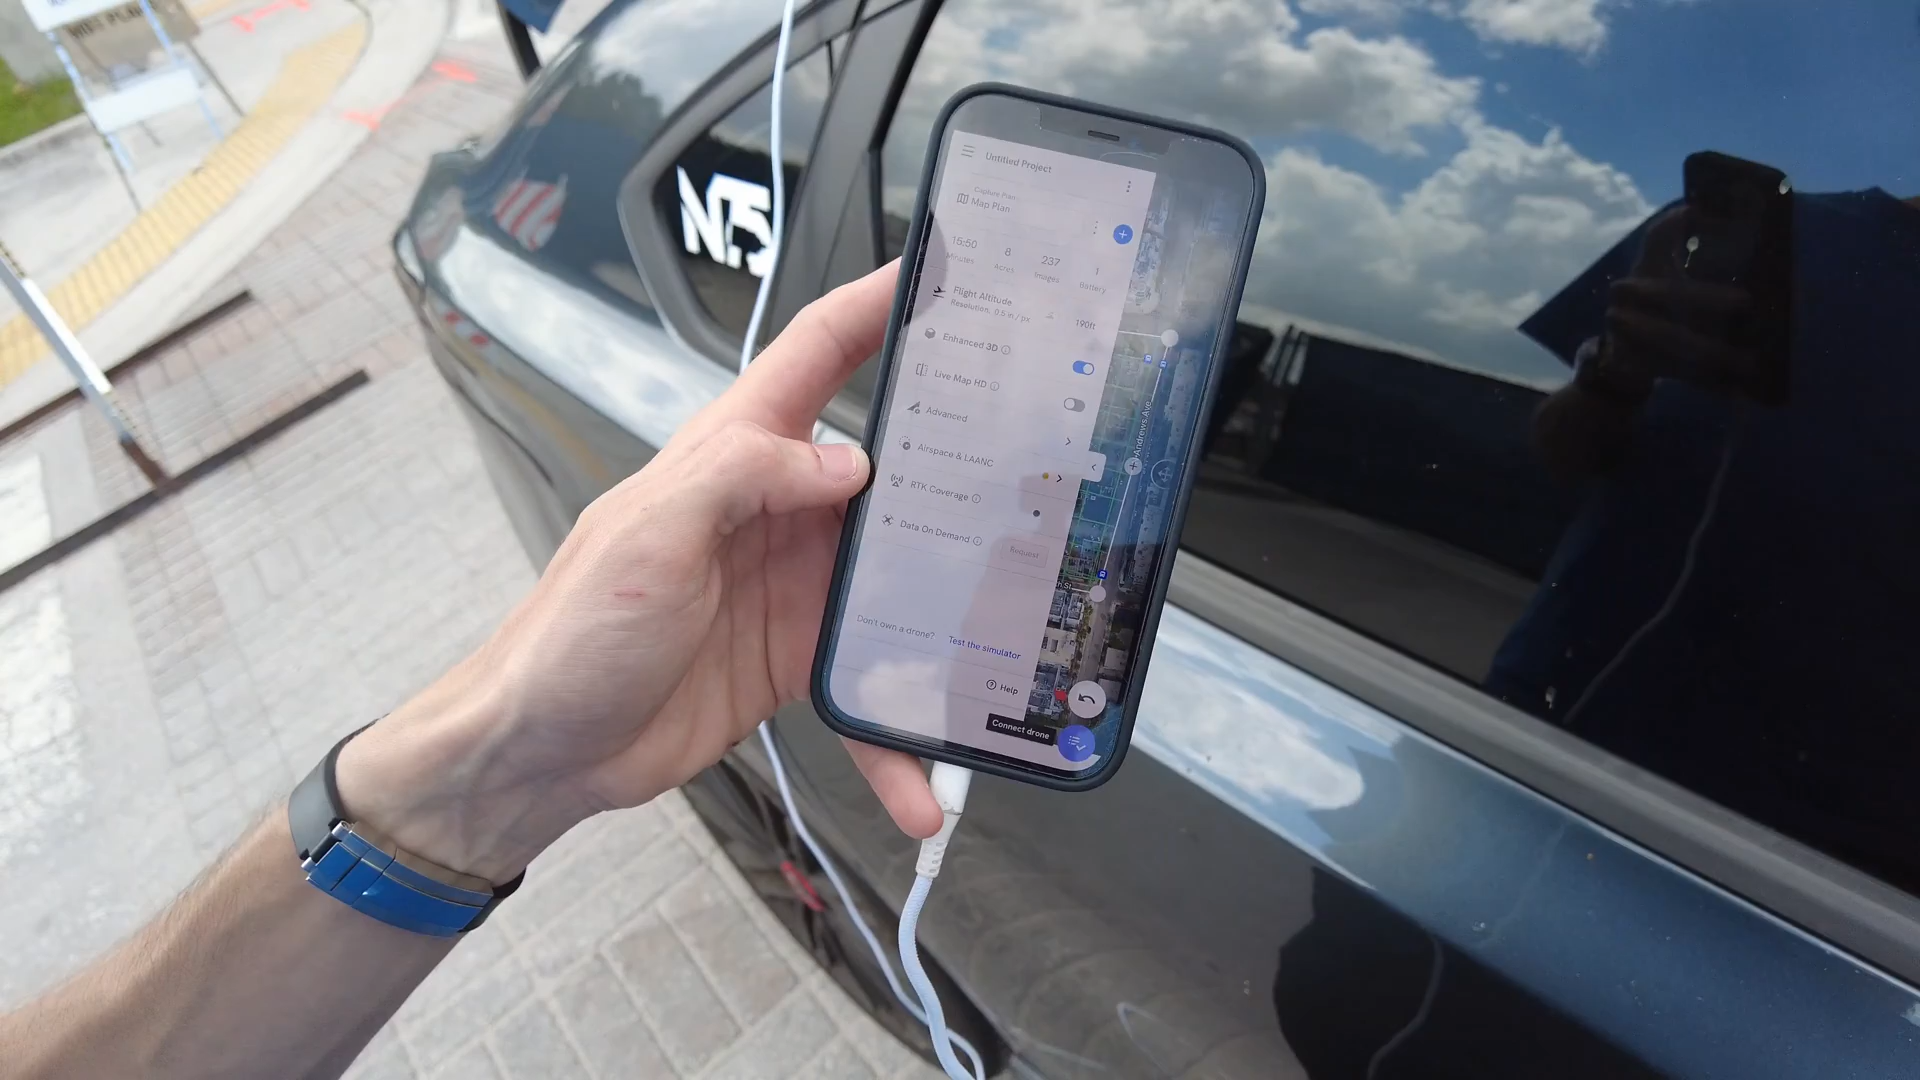 Untitled Project
Capture Plan
Map Plan
15:50 8 237 1
Minutes Acres Images Battery
Flight Altitude
Resolution: 0.5 in / px
190ft
Enhanced 3D
Live Map HD
Advanced
Airspace & LAANC
RTK Coverage
Data On Demand
Request
Don't own a drone? Test the simulator
Help
Connect drone
Andrews Ave